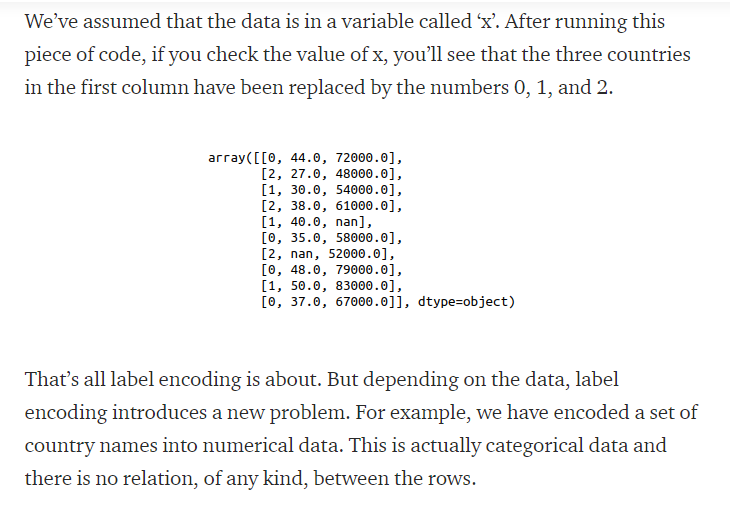 We’ve assumed that the data is in a variable called ‘x’. After running this
piece of code, if you check the value of x, you’ll see that the three countries
in the first column have been replaced by the numbers 0, 1, and 2.
array([[0, 44.0, 72000.0],
[2, 27.0, 48000.0],
[1, 30.0, 54000.0],
[2, 38.0, 61000.0],
[1, 40.0, nan],
[0, 35.0, 58000.0],
[2, nan, 52000.0],
[0, 48.0, 79000.0],
[1, 50.0, 83000.0],
[0, 37.0, 67000.0]], dtype=object)
That’s all label encoding is about. But depending on the data, label
encoding introduces a new problem. For example, we have encoded a set of
country names into numerical data. This is actually categorical data and
there is no relation, of any kind, between the rows.